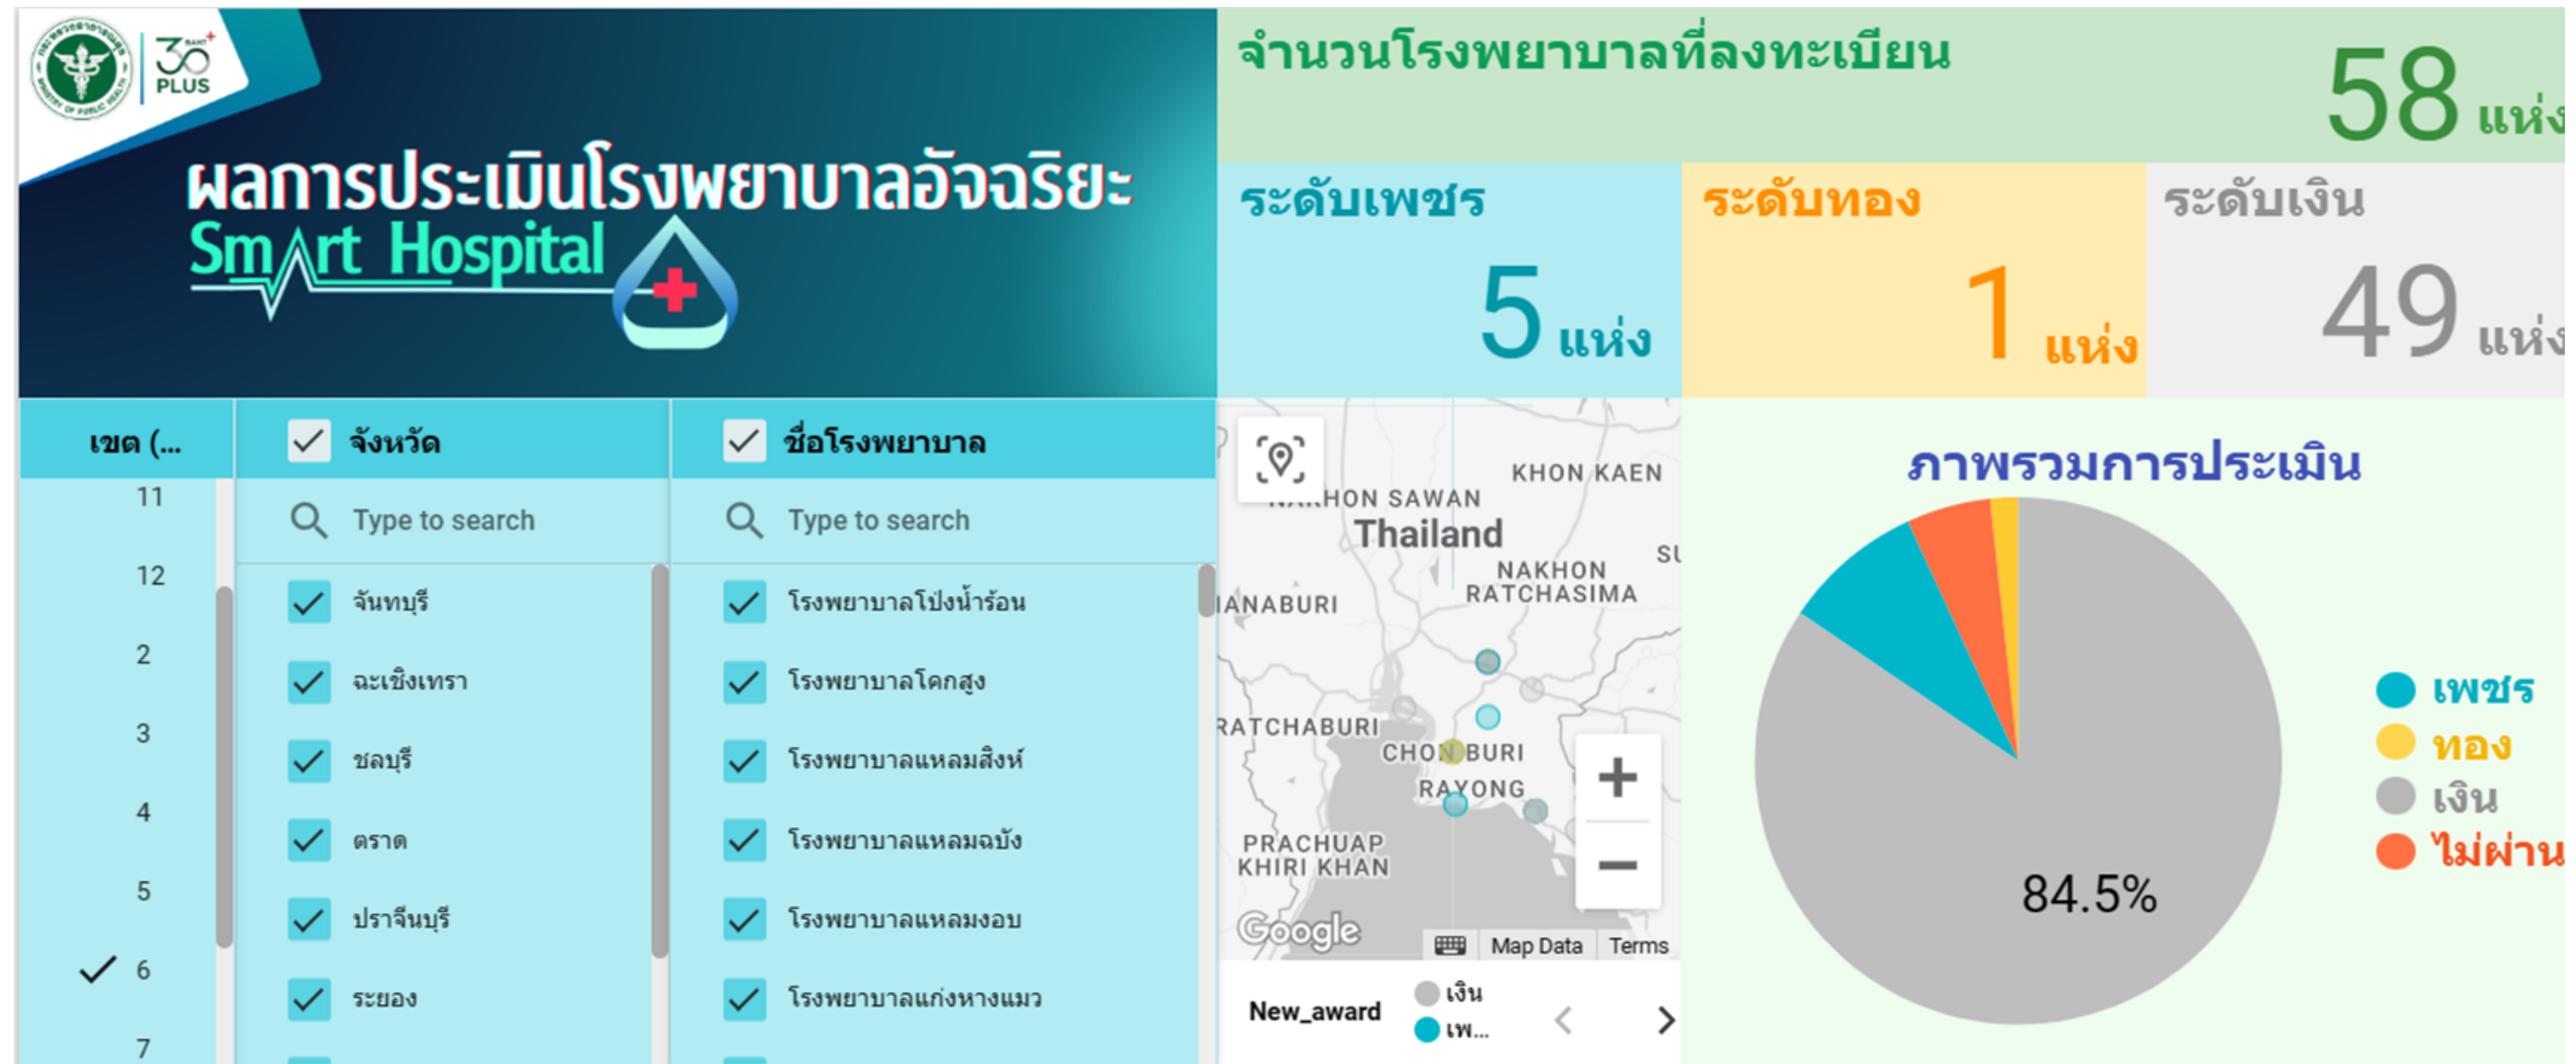 30
BAHT
PLUS
ผลการประเมินโรงพยาบาลอัจฉริยะ
Smart Hospital
จำนวนโรงพยาบาลที่ลงทะเบียน
58 แห่ง
ระดับเพชร
5 แห่ง
ระดับทอง
1 แห่ง
ระดับเงิน
49 แห่ง
เขต (...
11
12
2
3
4
5
6
7
จังหวัด
Type to search
จันทบุรี
ฉะเชิงเทรา
ชลบุรี
ตราด
ปราจีนบุรี
ระยอง
ชื่อโรงพยาบาล
Type to search
โรงพยาบาลโป่งน้ำร้อน
โรงพยาบาลโคกสูง
โรงพยาบาลแหลมสิงห์
โรงพยาบาลแหลมฉบัง
โรงพยาบาลแหลมงอบ
โรงพยาบาลแก่งหางแมว
KHON KAEN
NAKHON SAWAN
Thailand
SU
NAKHON
RATCHASIMA
ANABURI
RATCHABURI
CHON BURI
RAYONG
PRACHUAP
KHIRI KHAN
Google
Map Data
Terms
New_award
เงิน
เพ...
ภาพรวมการประเมิน
84.5%
เพชร
ทอง
เงิน
ไม่ผ่าน